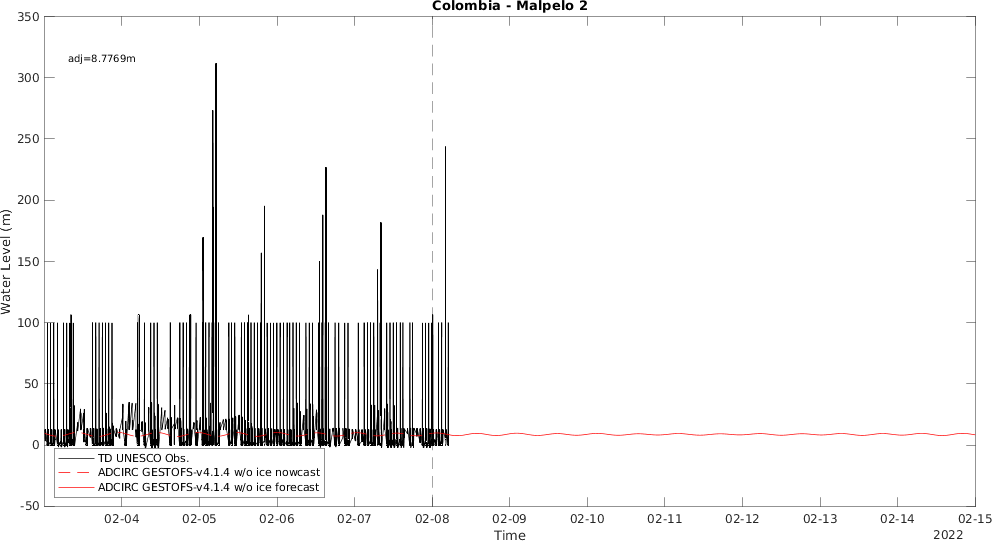 Colombia - Malpelo 2
350
300
250
200
150
100
50
0
-50
Water Level (m)
adj=8.7769m
TD UNESCO Obs.
ADCIRC GESTOFS-v4.1.4 w/o ice nowcast
ADCIRC GESTOFS-v4.1.4 w/o ice forecast
02-04 02-05 02-06 02-07 02-08 02-09 02-10 02-11 02-12 02-13 02-14 02-15
Time
2022